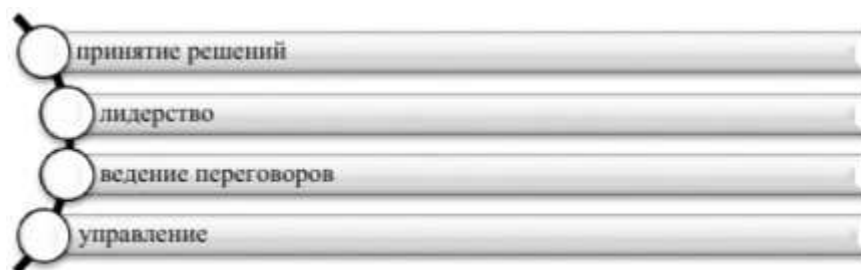 принятие решений
лидерство
ведение переговоров
управление